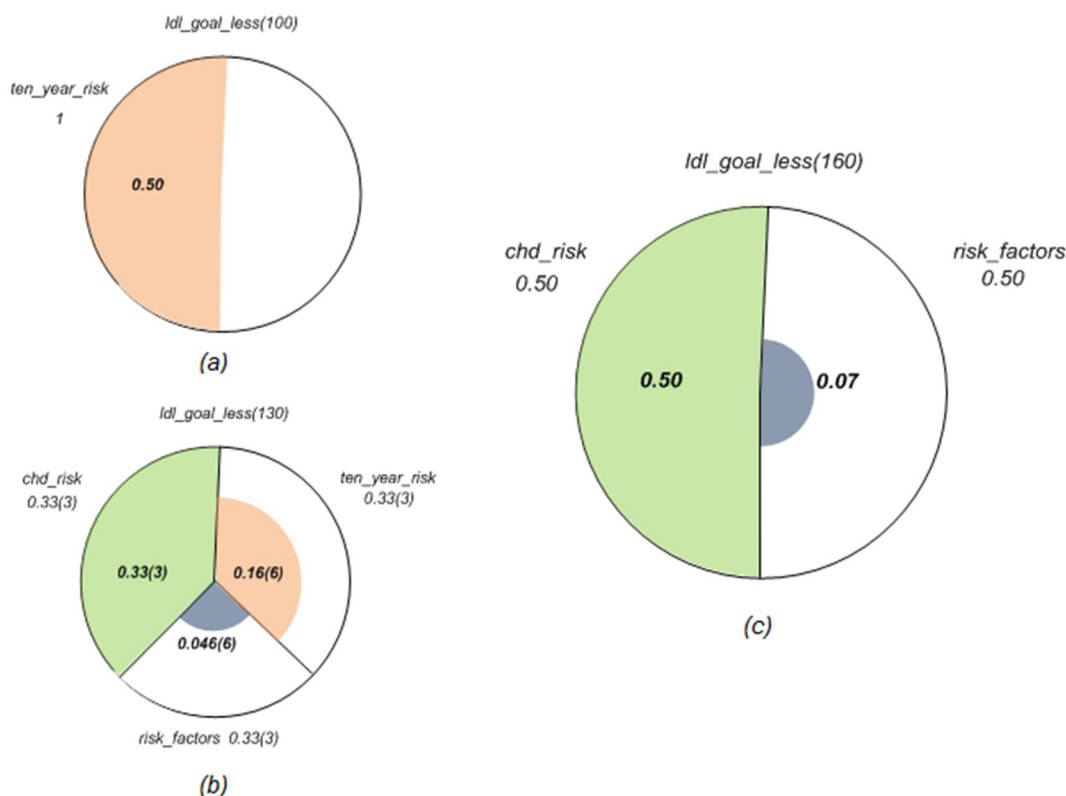 ldl_goal_less(100)
ten_year_risk
1
0.50
(a)
ldl_goal_less(130)
chd_risk
0.33(3)
ten_year_risk
0.33(3)
0.33(3)
0.16(6)
0.046(6)
risk_factors 0.33(3)
(b)
ldl_goal_less(160)
chd_risk
0.50
risk_factors
0.50
0.50
0.07
(c)